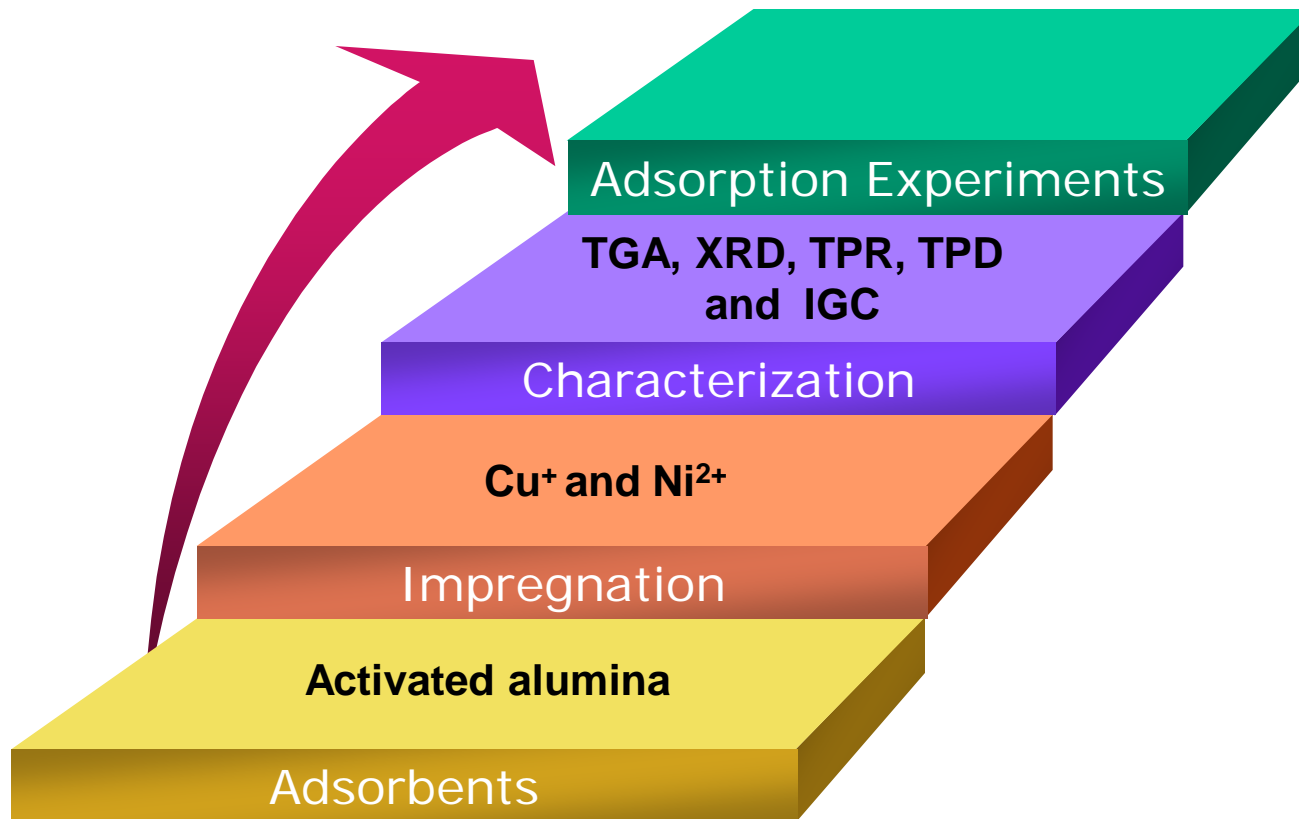 Adsorption Experiments
TGA, XRD, TPR, TPD
and IGC
Characterization
Cu⁺ and Ni²⁺
Impregnation
Activated alumina
Adsorbents